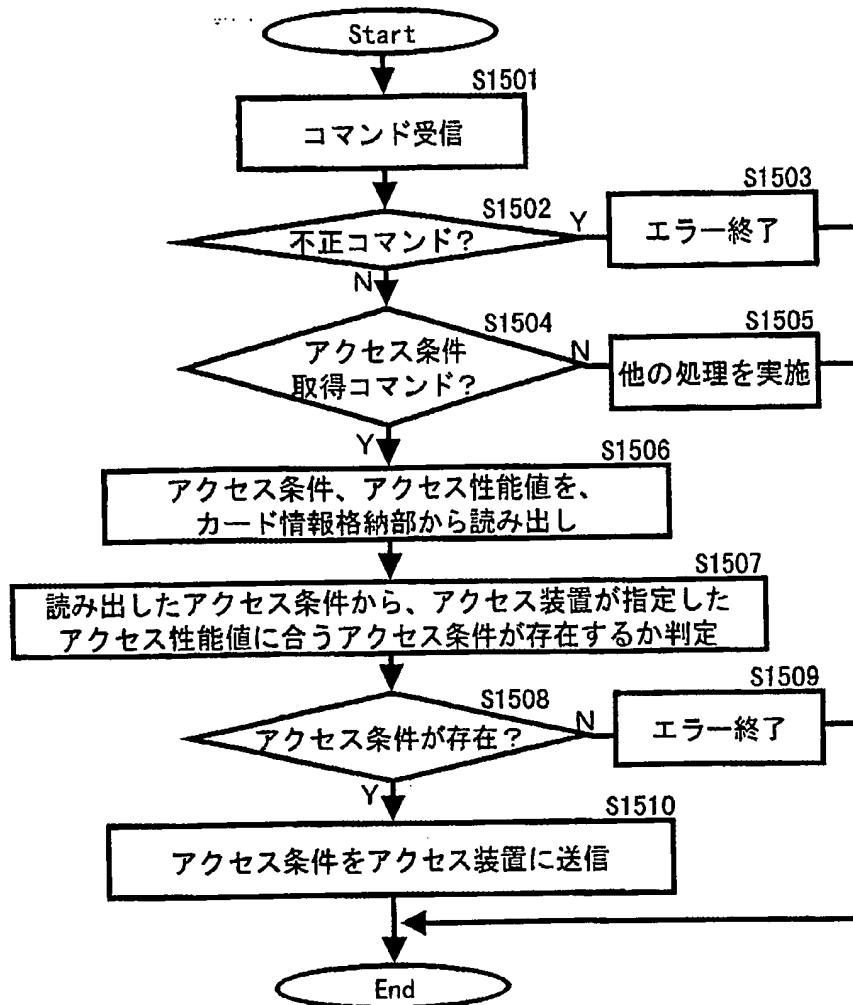 Start
S1501
コマンド受信
S1502
不正コマンド?
Y
N
S1503
エラー終了
S1504
アクセス条件
取得コマンド?
N
Y
S1505
他の処理を実施
S1506
アクセス条件、アクセス性能値を、
カード情報格納部から読み出し
S1507
読み出したアクセス条件から、アクセス装置が指定した
アクセス性能値に合うアクセス条件が存在するか判定
S1508
アクセス条件が存在?
N
Y
S1509
エラー終了
S1510
アクセス条件をアクセス装置に送信
End